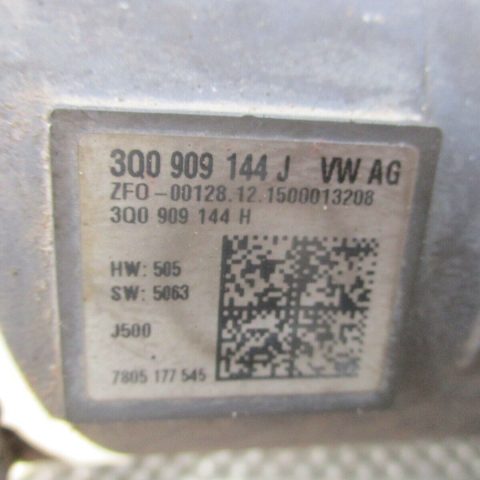 3Q0 909 144 J VW AG
ZFO-00128.12.1500013208
3Q0 909 144 H
HW: 505
SW: 5063
J500
7805 177 545